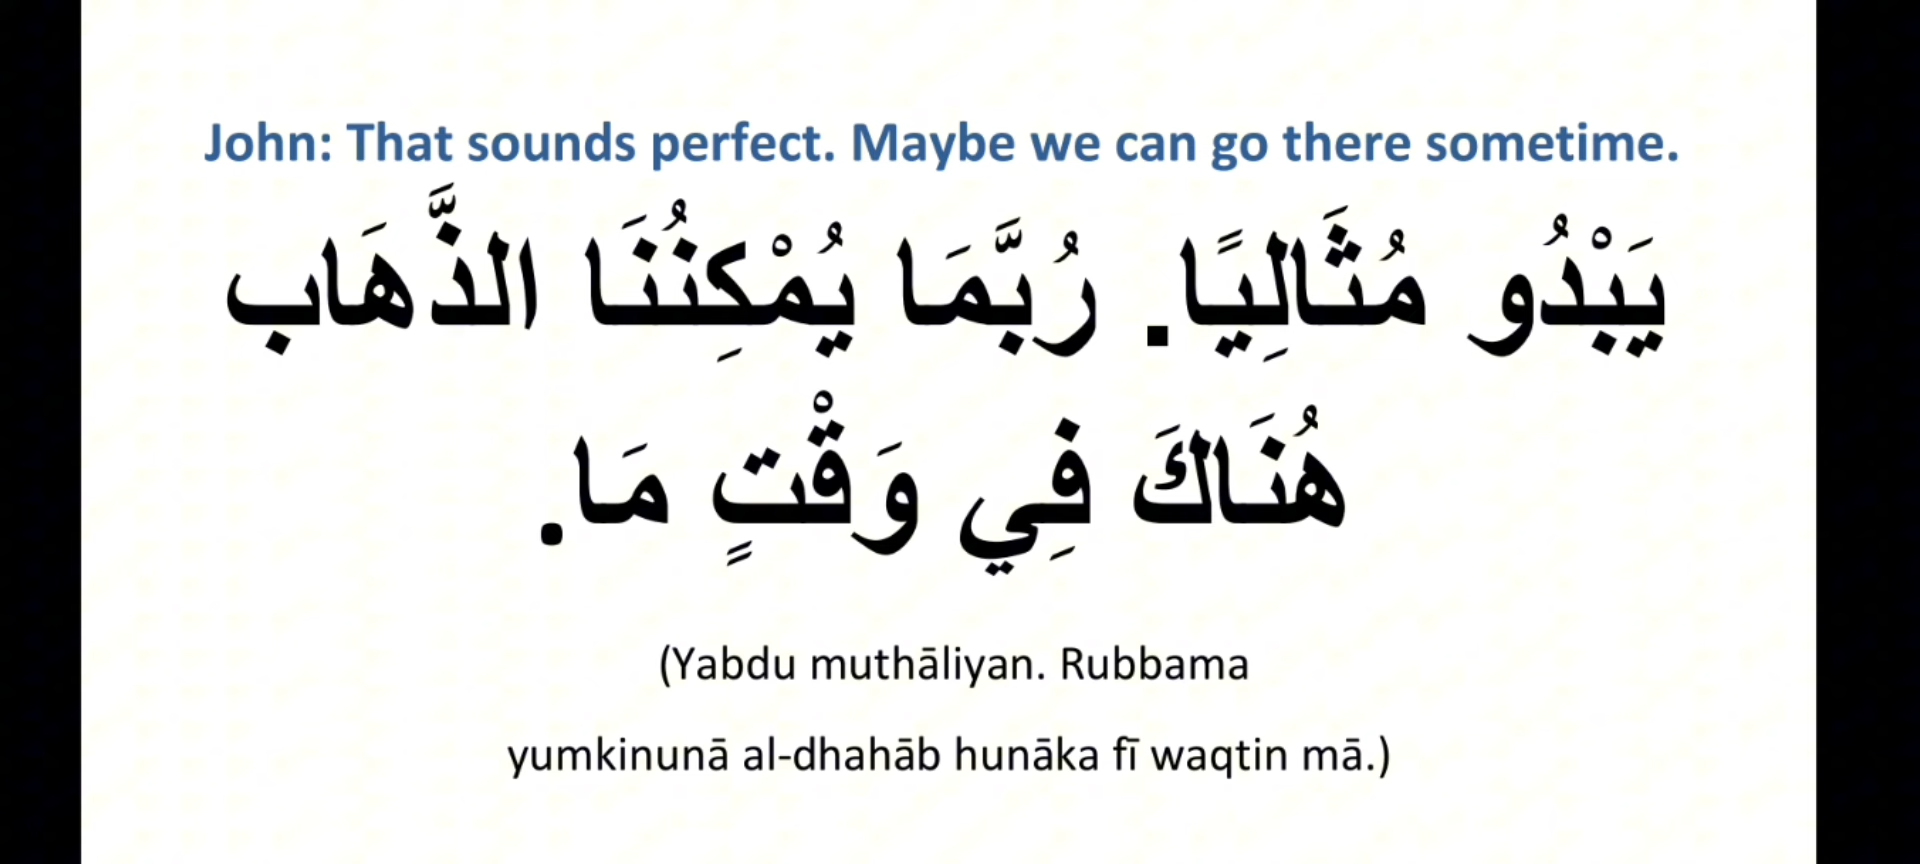 John: That sounds perfect. Maybe we can go there sometime.
يَبْدُو مُثَالِيًا. رُبَّمَا يُمْكِنُنَا الذَّهَاب
هُنَاكَ فِي وَقْتٍ مَا.
(Yabdu muthāliyan. Rubbama
yumkinunā al-dhahāb hunāka fī waqtin mā.)